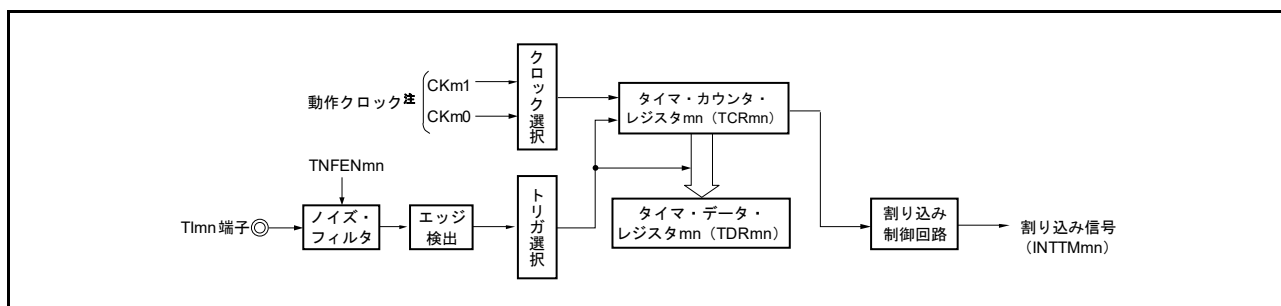 動作クロック注
CKm1
CKm0
クロック選択
タイマ・カウンタ・
レジスタmn（TCRmn）
TNFENmn
TImn端子
ノイズ・
フィルタ
エッジ
検出
トリガ選択
タイマ・データ・
レジスタmn（TDRmn）
割り込み
制御回路
割り込み信号
（INTTMmn）